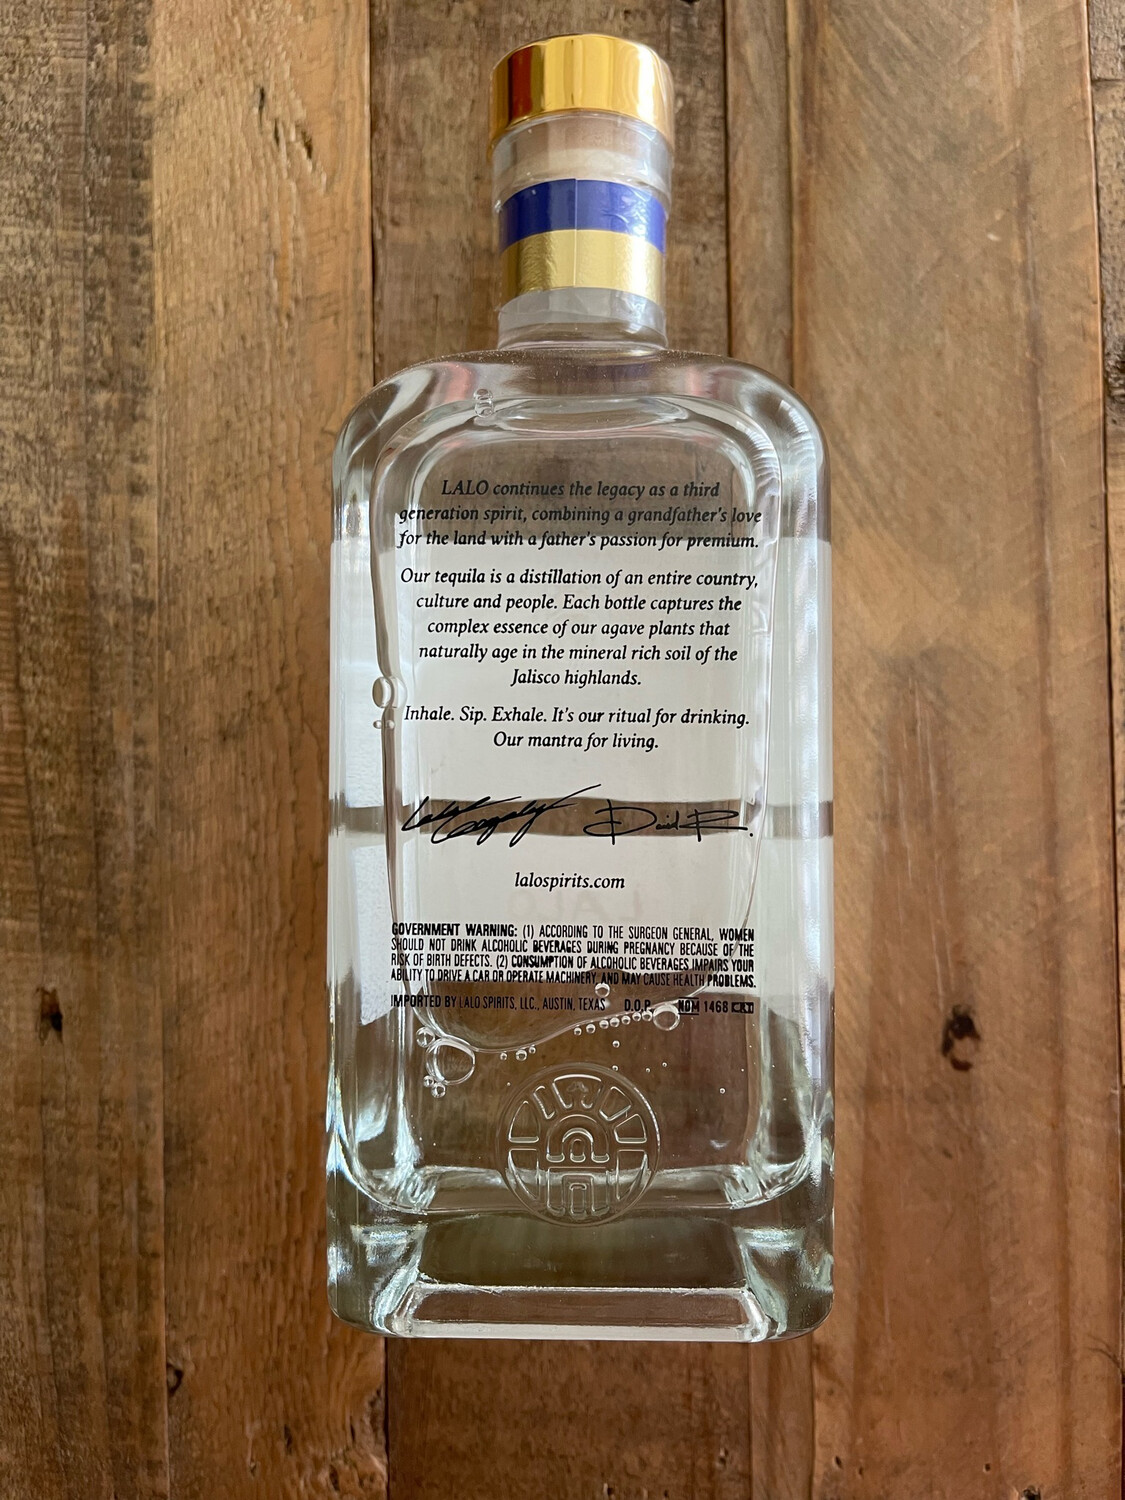 LALO continues the legacy as a third
generation spirit, combining a grandfather's love
for the land with a father's passion for premium.
Our tequila is a distillation of an entire country,
culture and people. Each bottle captures the
complex essence of our agave plants that
naturally age in the mineral rich soil of the
Jalisco highlands.
Inhale. Sip. Exhale. It's our ritual for drinking.
Our mantra for living.
lalospirits.com
GOVERNMENT WARNING: (1) ACCORDING TO THE SURGEON GENERAL, WOMEN
SHOULD NOT DRINK ALCOHOLIC BEVERAGES DURING PREGNANCY BECAUSE OF THE
RISK OF BIRTH DEFECTS. (2) CONSUMPTION OF ALCOHOLIC BEVERAGES IMPAIRS YOUR
ABILITY TO DRIVE A CAR OR OPERATE MACHINERY, AND MAY CAUSE HEALTH PROBLEMS.
IMPORTED BY LALO SPIRITS, LLC., AUSTIN, TEXAS D.O.P. NOM 1468 CRT